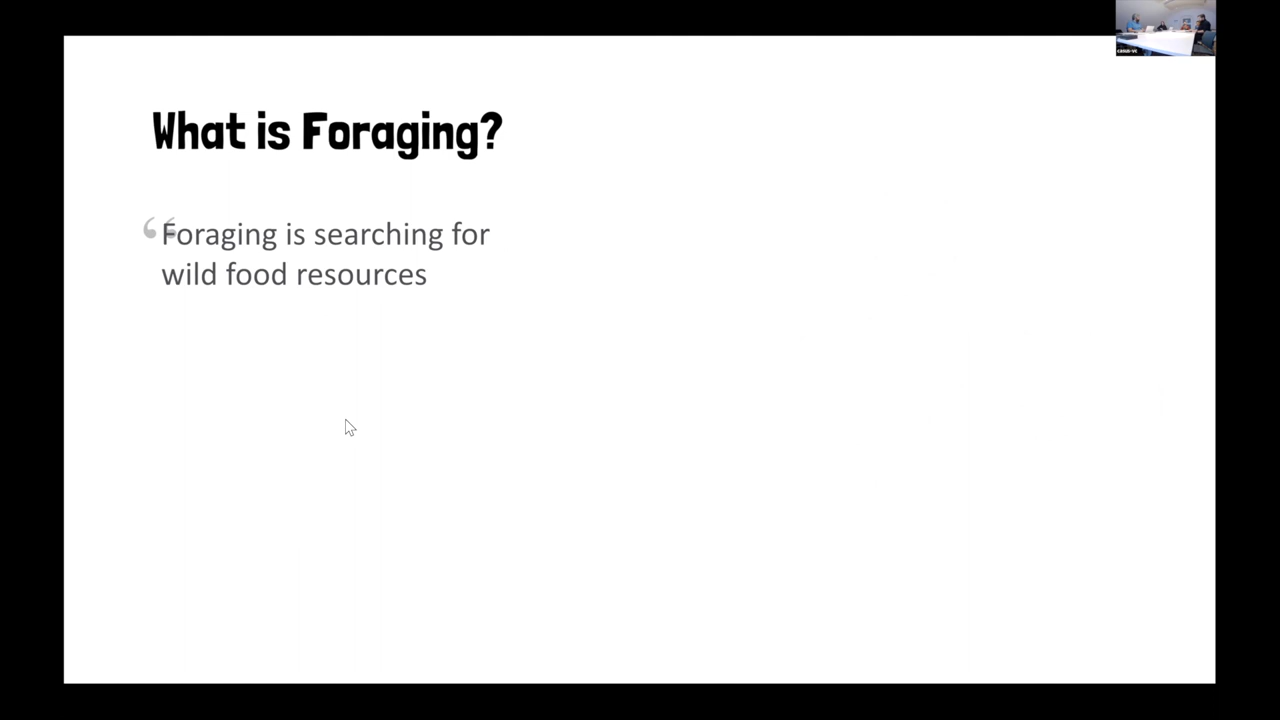 What is Foraging?
“Foraging is searching for
wild food resources